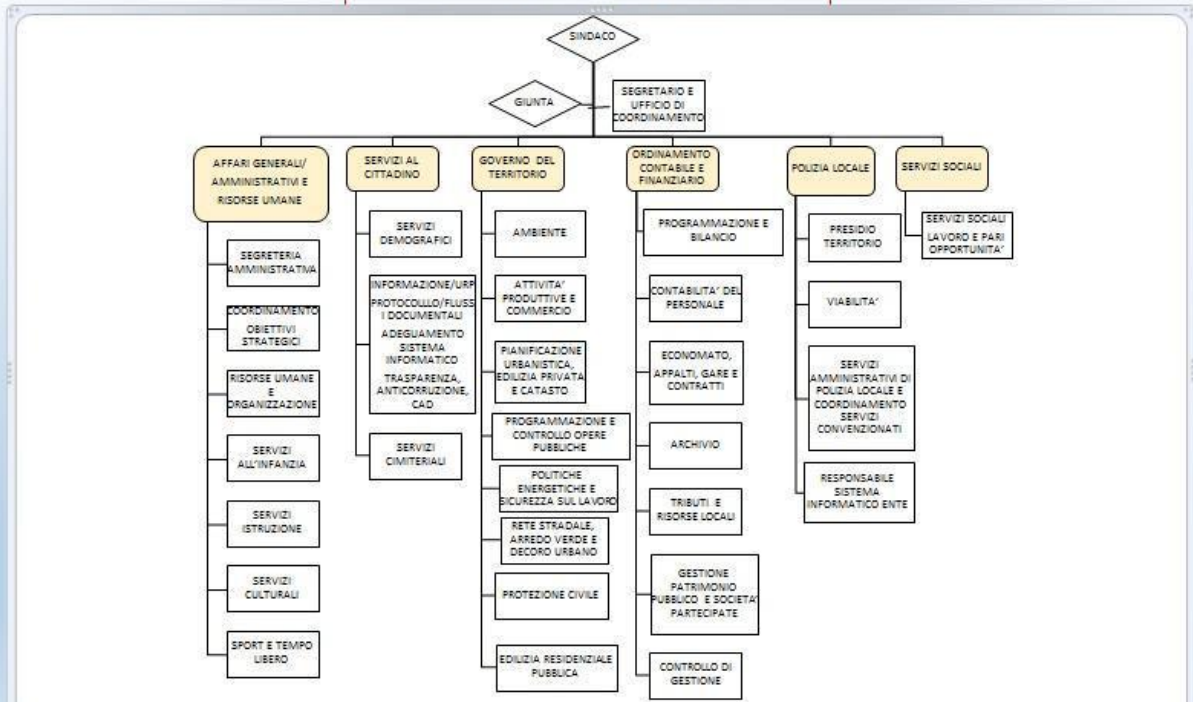 SINDACO
GIUNTA
SEGRETARIO E
UFFICIO DI
COORDINAMENTO
AFFARI GENERALI/
AMMINISTRATIVI E
RISORSE UMANE
SEGRETERIA
AMMINISTRATIVA
COORDINAMENTO
OBIETTIVI
STRATEGICI
RISORSE UMANE
E
ORGANIZZAZIONE
SERVIZI
ALL'INFANZIA
SERVIZI
ISTRUZIONE
SERVIZI
CULTURALI
SPORT E TEMPO
LIBERO
SERVIZI AL
CITTADINO
SERVIZI
DEMOGRAFICI
INFORMAZIONE/URP
PROTOCOLLLO/FLUSS
I DOCUMENTALI
ADEGUAMENTO
SISTEMA
INFORMATICO
TRASPARENZA,
ANTICORRUZIONE,
CAD
SERVIZI
CIMITERIALI
GOVERNO DEL
TERRITORIO
AMBIENTE
ATTIVITA'
PRODUTTIVE E
COMMERCIO
PIANIFICAZIONE
URBANISTICA,
EDILIZIA PRIVATA
E CATASTO
PROGRAMMAZIONE E
CONTROLLO OPERE
PUBBLICHE
POLITICHE
ENERGETICHE E
SICUREZZA SUL LAVORO
RETE STRADALE,
ARREDO VERDE E
DECORO URBANO
PROTEZIONE CIVILE
EDILIZIA RESIDENZIALE
PUBBLICA
ORDINAMENTO
CONTABILE E
FINANZIARIO
PROGRAMMAZIONE E
BILANCIO
CONTABILITA' DEL
PERSONALE
ECONOMATO,
APPALTI, GARE E
CONTRATTI
ARCHIVIO
TRIBUTI E
RISORSE LOCALI
GESTIONE
PATRIMONIO
PUBBLICO E SOCIETA'
PARTECIPATE
CONTROLLO DI
GESTIONE
POLIZIA LOCALE
PRESIDIO
TERRITORIO
VIABILITA'
SERVIZI
AMMINISTRATIVI DI
POLIZIA LOCALE E
COORDINAMENTO
SERVIZI
CONVENZIONATI
RESPONSABILE
SISTEMA
INFORMATICO ENTE
SERVIZI SOCIALI
SERVIZI SOCIALI
LAVORO E PARI
OPPORTUNITA'